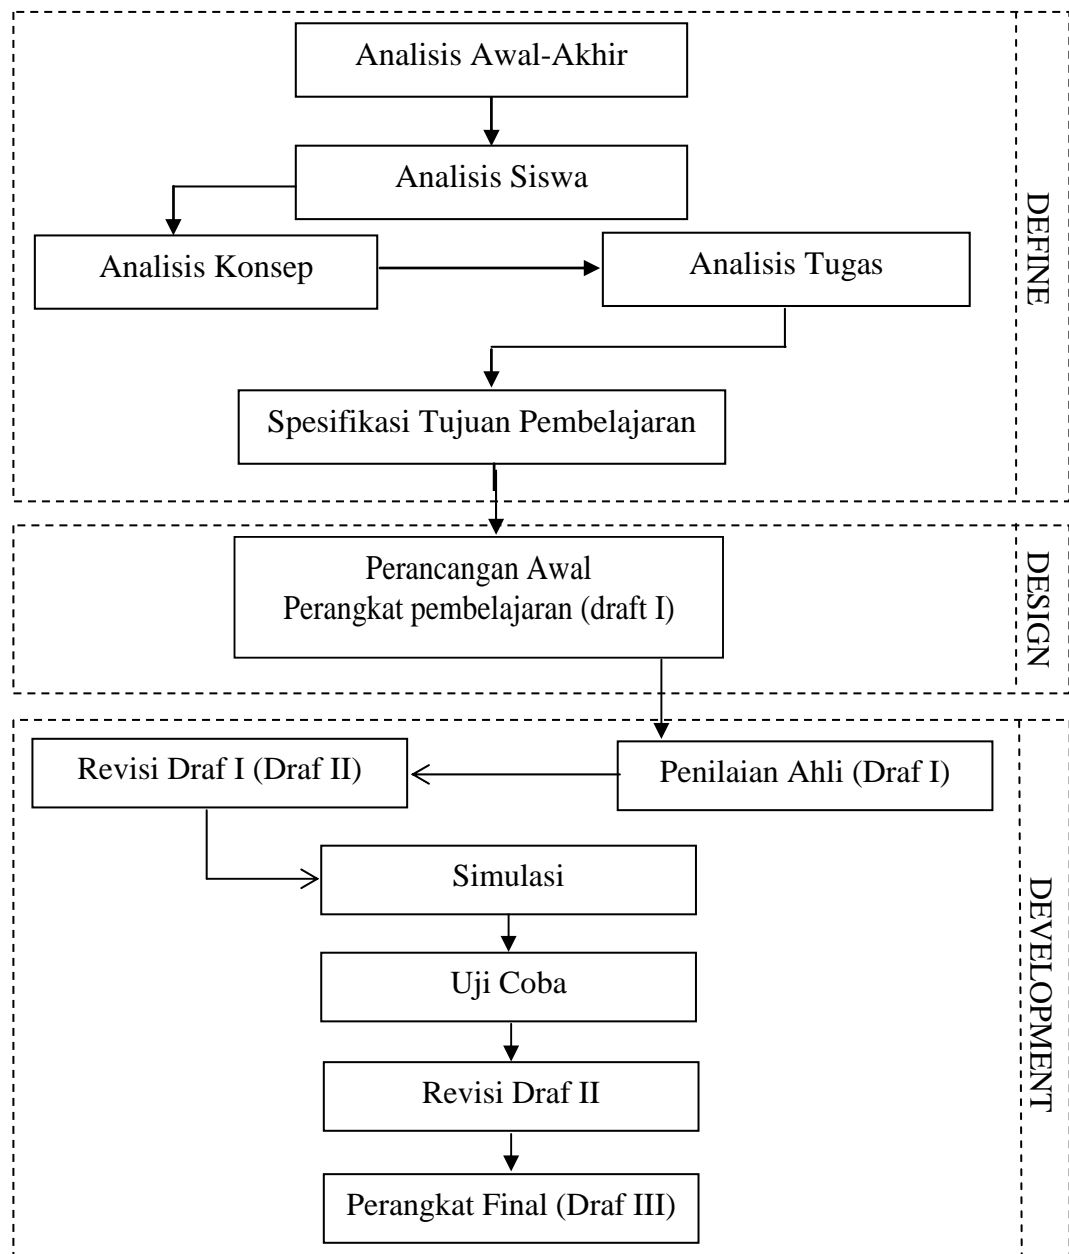 Analisis Awal-Akhir
Analisis Siswa
Analisis Konsep
Analisis Tugas
Spesifikasi Tujuan Pembelajaran
DEFINE
Perancangan Awal
Perangkat pembelajaran (draft I)
DESIGN
Revisi Draf I (Draf II)
Penilaian Ahli (Draf I)
Simulasi
Uji Coba
Revisi Draf II
Perangkat Final (Draf III)
DEVELOPMENT